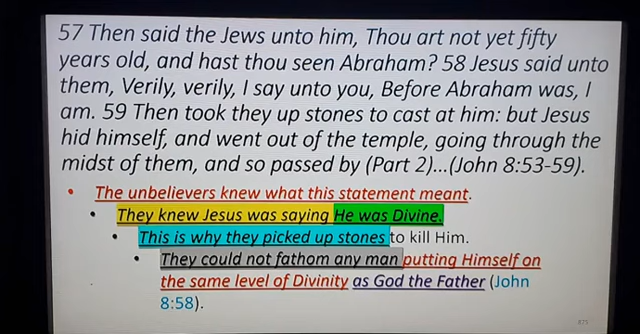 57 Then said the Jews unto him, Thou art not yet fifty
years old, and hast thou seen Abraham? 58 Jesus said unto
them, Verily, verily, I say unto you, Before Abraham was, I
am. 59 Then took they up stones to cast at him: but Jesus
hid himself, and went out of the temple, going through the
midst of them, and so passed by (Part 2)...(John 8:53-59).
• The unbelievers knew what this statement meant.
• They knew Jesus was saying He was Divine.
• This is why they picked up stones to kill Him.
• They could not fathom any man putting Himself on
the same level of Divinity as God the Father (John
8:58).